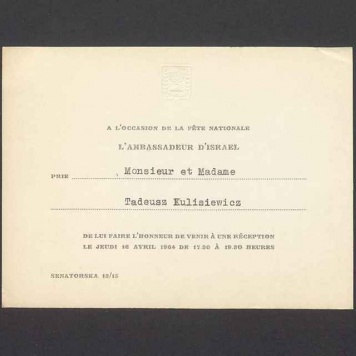 A L'OCCASION DE LA FÊTE NATIONALE
L'AMBASSADEUR D'ISRAEL
PRIE Monsieur et Madame
Tadeusz Kulisiewicz
DE LUI FAIRE L'HONNEUR DE VENIR À UNE RÉCEPTION
LE JEUDI 16 AVRIL 1964 DE 17.30 À 19.30 HEURES
SENATORSKA 13/15